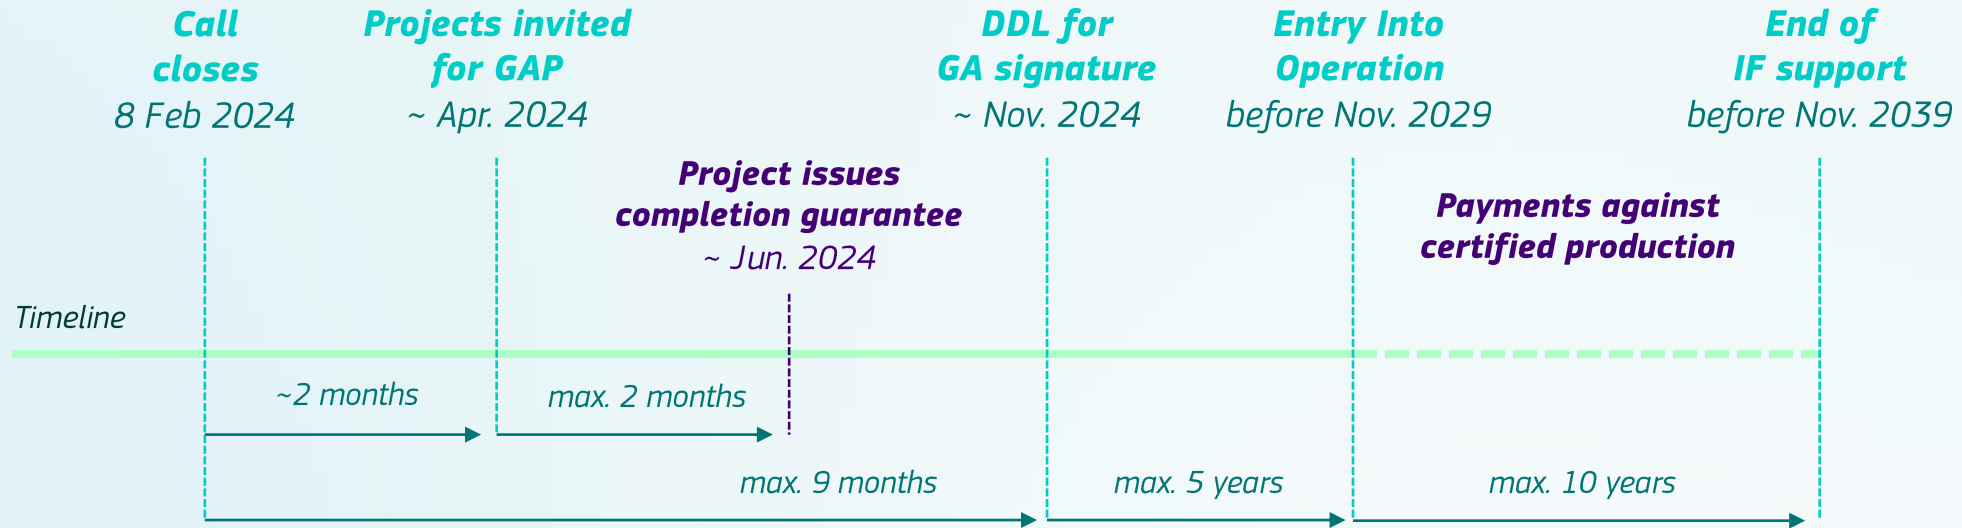 Call
closes
8 Feb 2024
Projects invited
for GAP
~ Apr. 2024
Project issues
completion guarantee
~ Jun. 2024
DDL for
GA signature
~ Nov. 2024
Entry Into
Operation
before Nov. 2029
Payments against
certified production
End of
IF support
before Nov. 2039
Timeline
~2 months
max. 2 months
max. 9 months
max. 5 years
max. 10 years